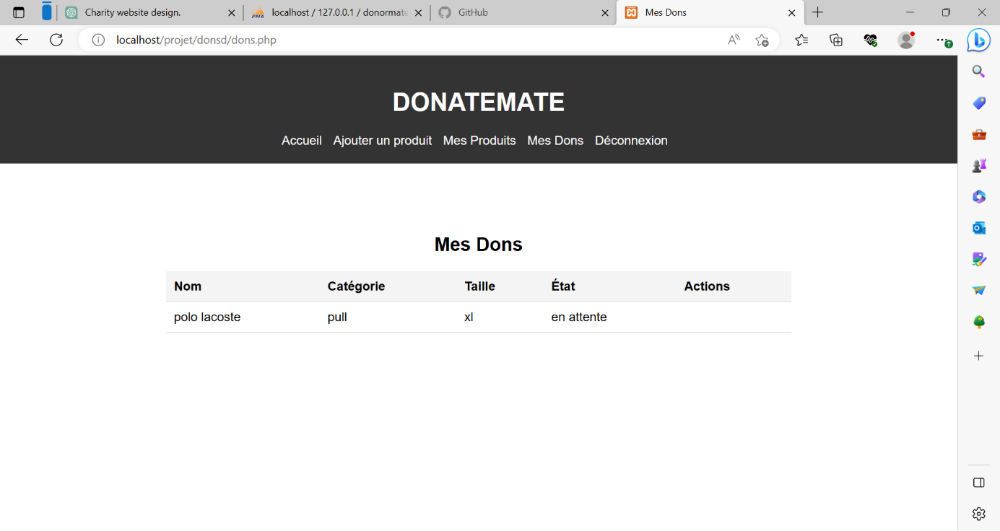 Charity website design.
localhost / 127.0.0.1 / donormate
GitHub
Mes Dons
localhost/projet/donsd/dons.php
DONATEMATE
Accueil Ajouter un produit Mes Produits Mes Dons Déconnexion
Mes Dons
Nom Catégorie Taille État Actions
polo lacoste pull xl en attente